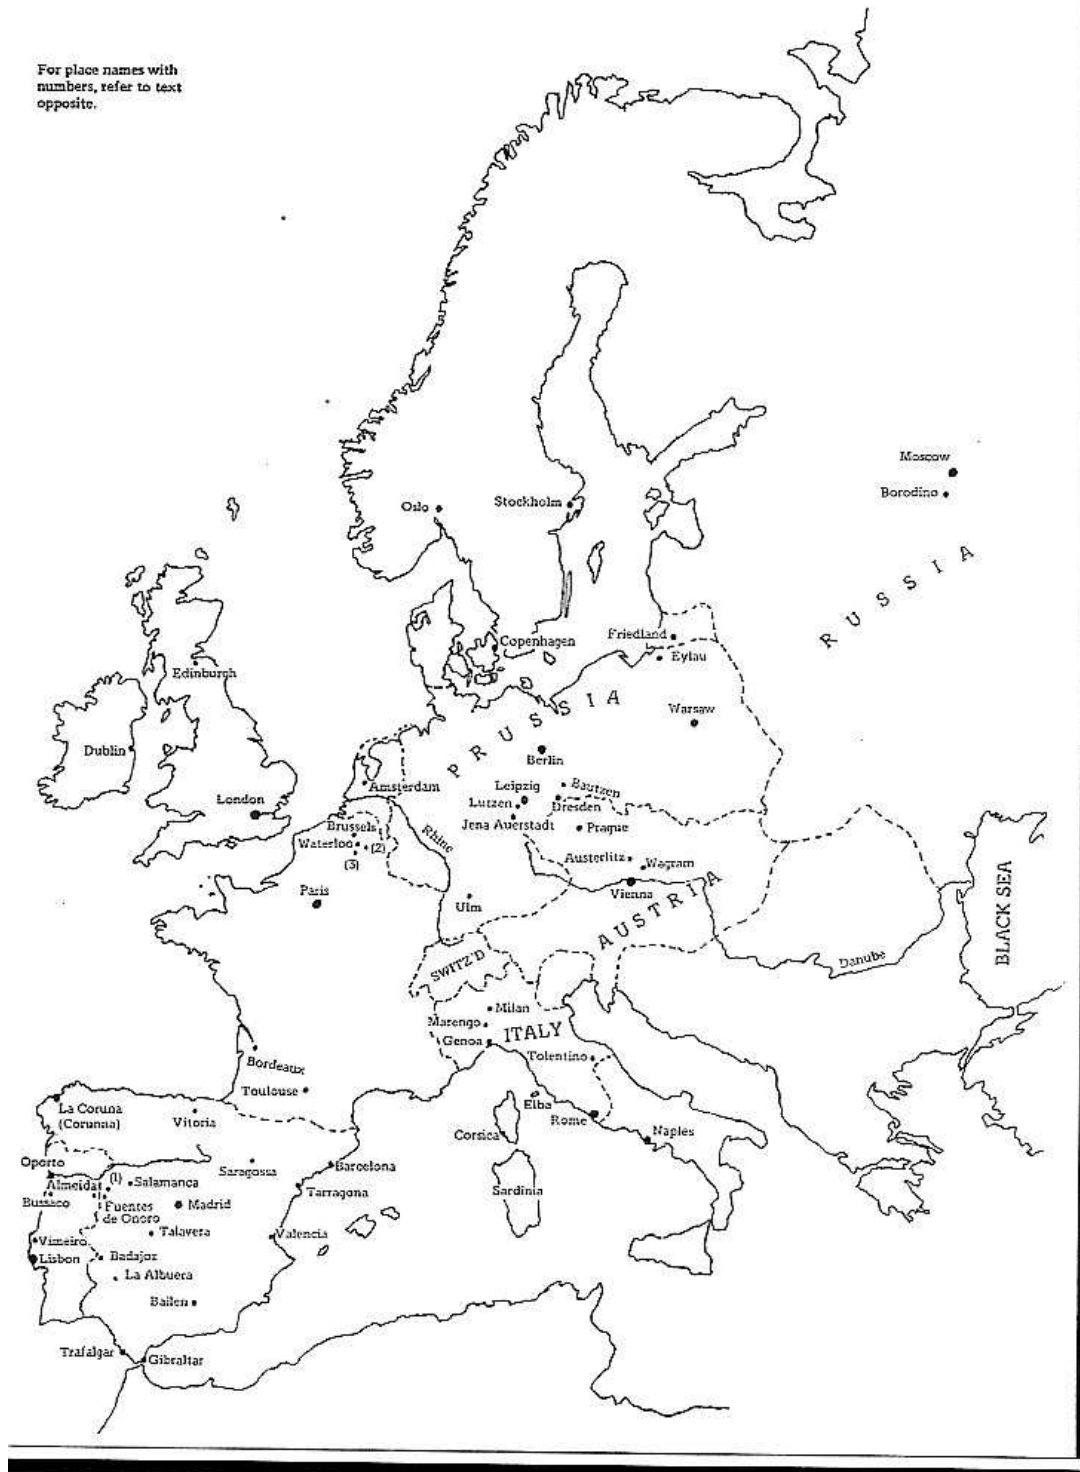 For place names with
numbers, refer to text
opposite.
Moscow
Borodino
Oslo
Stockholm
RUSSIA
Copenhagen
Friedland
Eylau
Edinburgh
PRUSSIA
Warsaw
Dublin
Berlin
Amsterdam
Leipzig
Bautzen
London
Lutzen
Dresden
Brussels
Rhine
Jena Auerstadt
Prague
Waterloo
(2)
(3)
Austerlitz
Wagram
Paris
Vienna
Ulm
AUSTRIA
BLACK SEA
SWITZ'D
Danube
Milan
Marengo
ITALY
Genoa
Tolentino
Bordeaux
Toulouse
Elba
La Coruna
(Corunna)
Vitoria
Rome
Corsica
Naples
Oporto
Saragossa
Barcelona
Almeida
(1)
Salamanca
Tarragona
Sardinia
Bussaco
Fuentes
de Onoro
Madrid
Talavera
Valencia
Vimeiro
Lisbon
Badajoz
La Albuera
Bailen
Trafalgar
Gibraltar